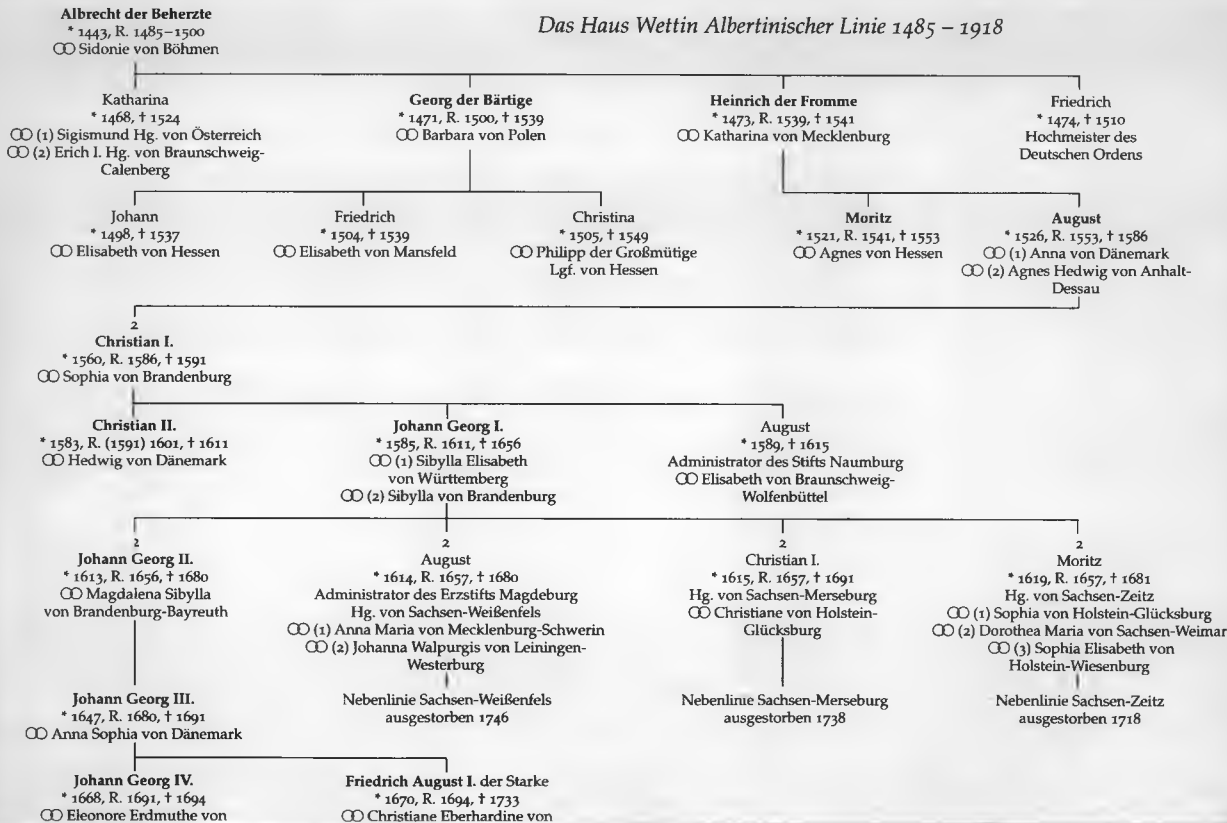 Das Haus Wettin Albertinischer Linie 1485 – 1918
Albrecht der Beherzte
* 1443, R. 1485–1500
⚭ Sidonie von Böhmen
Katharina
* 1468, † 1524
⚭ (1) Sigismund Hg. von Österreich
⚭ (2) Erich I. Hg. von Braunschweig-
Calenberg
Georg der Bärtige
* 1471, R. 1500, † 1539
⚭ Barbara von Polen
Heinrich der Fromme
* 1473, R. 1539, † 1541
⚭ Katharina von Mecklenburg
Friedrich
* 1474, † 1510
Hochmeister des
Deutschen Ordens
Johann
* 1498, † 1537
⚭ Elisabeth von Hessen
Friedrich
* 1504, † 1539
⚭ Elisabeth von Mansfeld
Christina
* 1505, † 1549
⚭ Philipp der Großmütige
Lgf. von Hessen
Moritz
* 1521, R. 1541, † 1553
⚭ Agnes von Hessen
August
* 1526, R. 1553, † 1586
⚭ (1) Anna von Dänemark
⚭ (2) Agnes Hedwig von Anhalt-
Dessau
2
Christian I.
* 1560, R. 1586, † 1591
⚭ Sophia von Brandenburg
Christian II.
* 1583, R. (1591) 1601, † 1611
⚭ Hedwig von Dänemark
Johann Georg I.
* 1585, R. 1611, † 1656
⚭ (1) Sibylla Elisabeth
von Württemberg
⚭ (2) Sibylla von Brandenburg
August
* 1589, † 1615
Administrator des Stifts Naumburg
⚭ Elisabeth von Braunschweig-
Wolfenbüttel
2
Johann Georg II.
* 1613, R. 1656, † 1680
⚭ Magdalena Sibylla
von Brandenburg-Bayreuth
2
August
* 1614, R. 1657, † 1680
Administrator des Erzstifts Magdeburg
Hg. von Sachsen-Weißenfels
⚭ (1) Anna Maria von Mecklenburg-Schwerin
⚭ (2) Johanna Walpurgis von Leiningen-
Westerburg
2
Christian I.
* 1615, R. 1657, † 1691
Hg. von Sachsen-Merseburg
⚭ Christiane von Holstein-
Glücksburg
2
Moritz
* 1619, R. 1657, † 1681
Hg. von Sachsen-Zeitz
⚭ (1) Sophia von Holstein-Glücksburg
⚭ (2) Dorothea Maria von Sachsen-Weimar
⚭ (3) Sophia Elisabeth von
Holstein-Wiesenburg
Johann Georg III.
* 1647, R. 1680, † 1691
⚭ Anna Sophia von Dänemark
Nebenlinie Sachsen-Weißenfels
ausgestorben 1746
Nebenlinie Sachsen-Merseburg
ausgestorben 1738
Nebenlinie Sachsen-Zeitz
ausgestorben 1718
Johann Georg IV.
* 1668, R. 1691, † 1694
⚭ Eleonore Erdmuthe von
Friedrich August I. der Starke
* 1670, R. 1694, † 1733
⚭ Christiane Eberhardine von